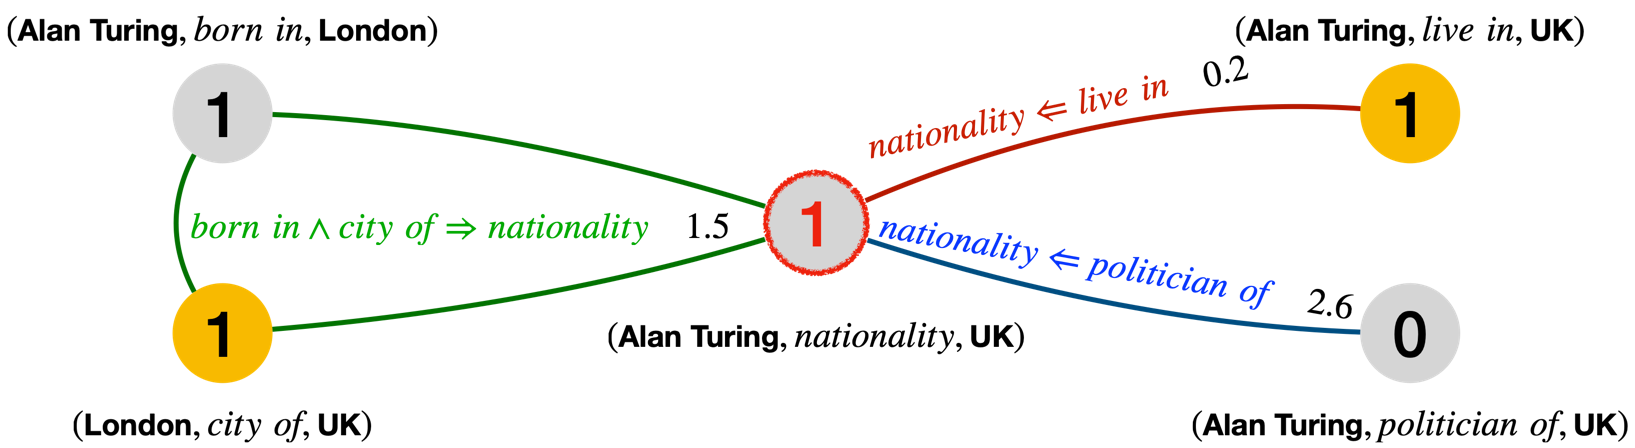 (Alan Turing, born in, London)
(Alan Turing, live in, UK)
1
nationality ⇐ live in 0.2
1
born in ∧ city of ⇒ nationality 1.5
1
nationality ⇐ politician of 2.6
1
(Alan Turing, nationality, UK)
0
(London, city of, UK)
(Alan Turing, politician of, UK)